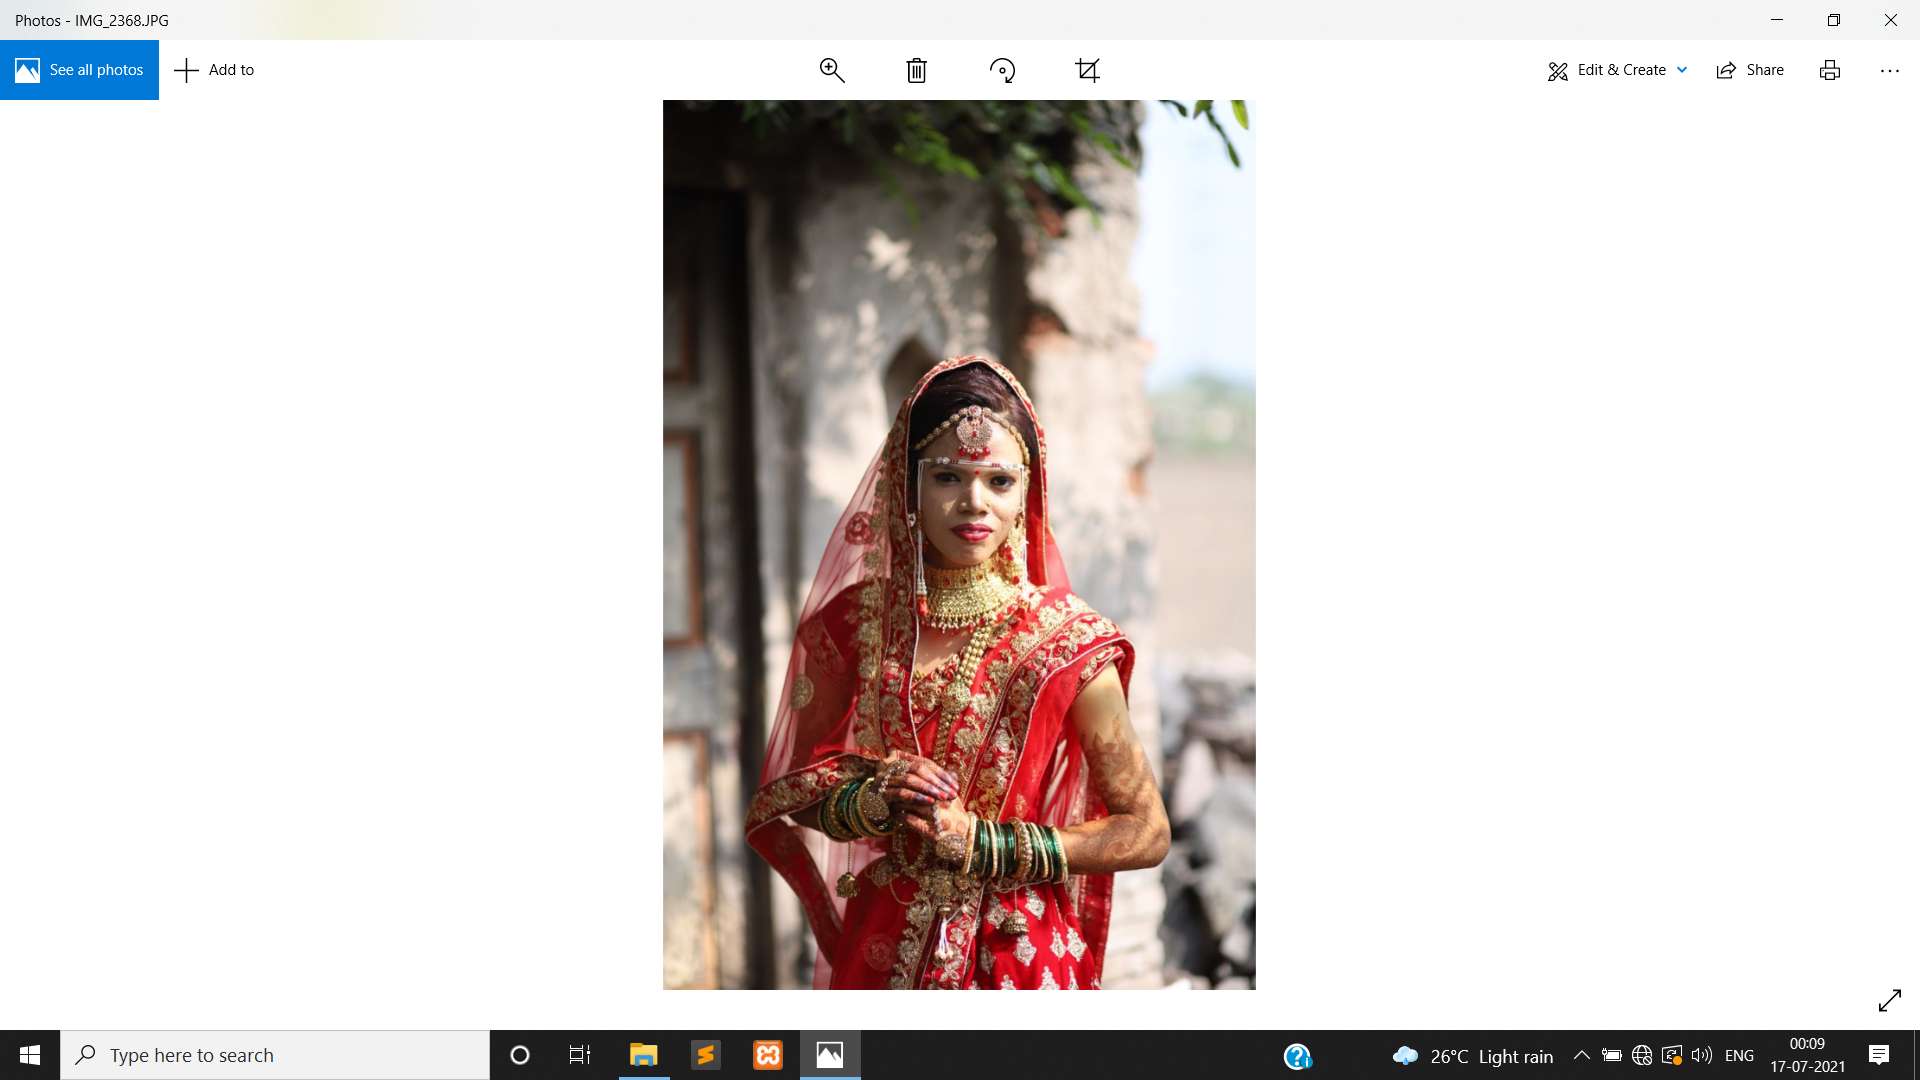 Photos - IMG_2368.JPG
See all photos
Add to
Edit & Create
Share
Type here to search
26°C Light rain
ENG
00:09
17-07-2021